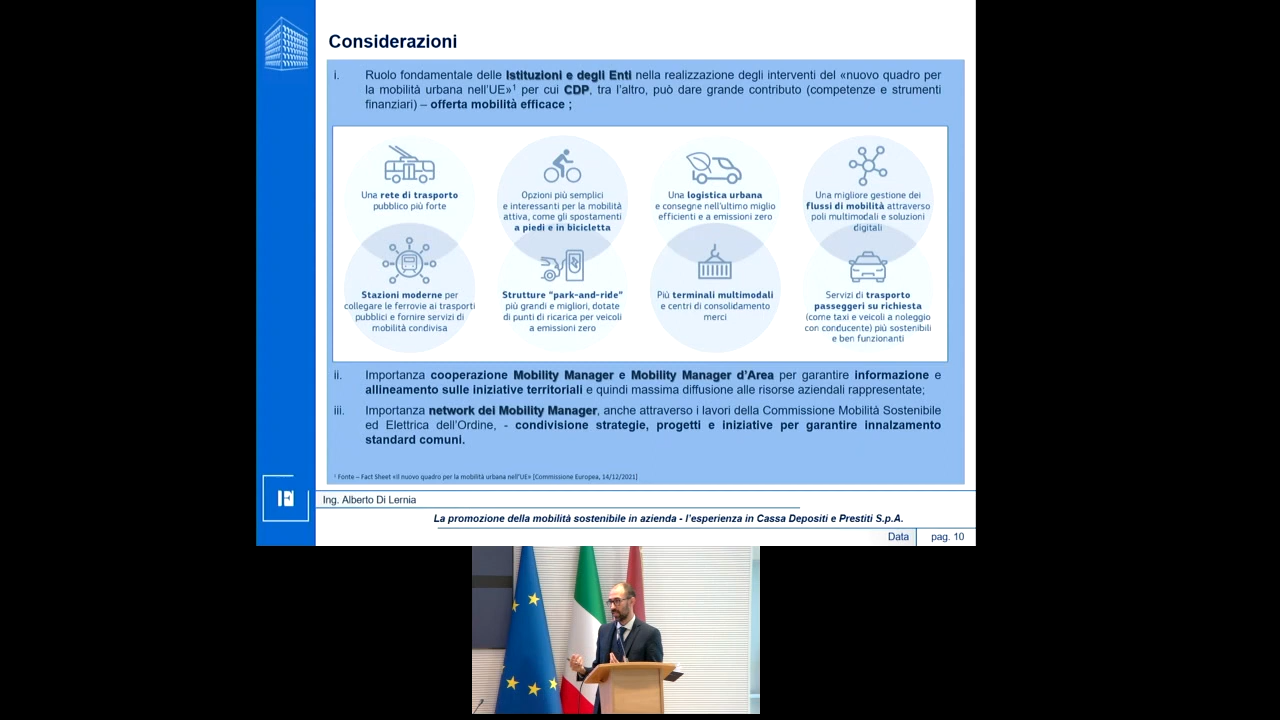 Considerazioni
i. Ruolo fondamentale delle Istituzioni e degli Enti nella realizzazione degli interventi del «nuovo quadro per
la mobilità urbana nell’UE»¹ per cui CDP, tra l’altro, può dare grande contributo (competenze e strumenti
finanziari) – offerta mobilità efficace ;
Una rete di trasporto
pubblico più forte
Opzioni più semplici
e interessanti per la mobilità
attiva, come gli spostamenti
a piedi e in bicicletta
Una logistica urbana
e consegne nell'ultimo miglio
efficienti e a emissioni zero
Una migliore gestione dei
flussi di mobilità attraverso
poli multimodali e soluzioni
digitali
Stazioni moderne per
collegare le ferrovie ai trasporti
pubblici e fornire servizi di
mobilità condivisa
Strutture "park-and-ride"
più grandi e migliori, dotate
di punti di ricarica per veicoli
a emissioni zero
Più terminali multimodali
e centri di consolidamento
merci
Servizi di trasporto
passeggeri su richiesta
(come taxi e veicoli a noleggio
con conducente) più sostenibili
e ben funzionanti
ii. Importanza cooperazione Mobility Manager e Mobility Manager d’Area per garantire informazione e
allineamento sulle iniziative territoriali e quindi massima diffusione alle risorse aziendali rappresentate;
iii. Importanza network dei Mobility Manager, anche attraverso i lavori della Commissione Mobilità Sostenibile
ed Elettrica dell’Ordine, - condivisione strategie, progetti e iniziative per garantire innalzamento
standard comuni.
¹ Fonte – Fact Sheet «Il nuovo quadro per la mobilità urbana nell’UE» [Commissione Europea, 14/12/2021]
Ing. Alberto Di Lernia
La promozione della mobilità sostenibile in azienda - l’esperienza in Cassa Depositi e Prestiti S.p.A.
Data pag. 10